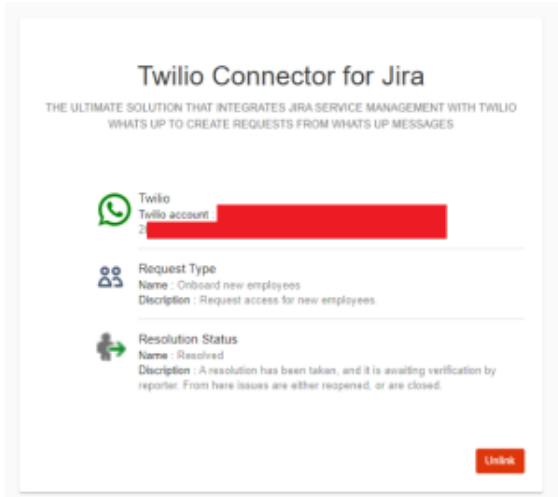 Twilio Connector for Jira
THE ULTIMATE SOLUTION THAT INTEGRATES JIRA SERVICE MANAGEMENT WITH TWILIO
WHATS UP TO CREATE REQUESTS FROM WHATS UP MESSAGES
Twilio
Twilio account :
Request Type
Name : Onboard new employees
Discription : Request access for new employees.
Resolution Status
Name : Resolved
Discription : A resolution has been taken, and it is awaiting verification by
reporter. From here issues are either reopened, or are closed.
Unlink